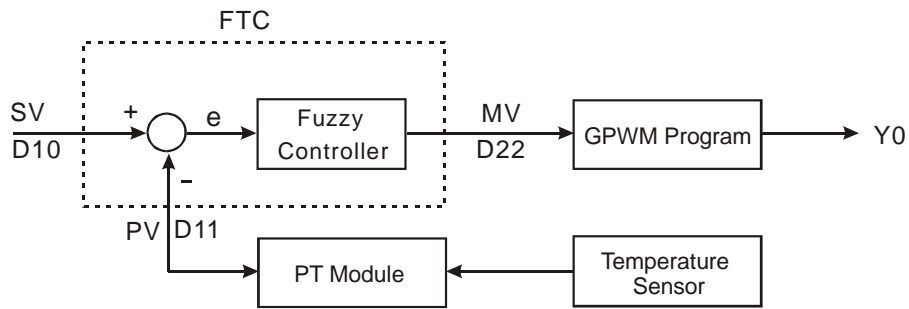 FTC
SV
D10
+
e
Fuzzy
Controller
MV
D22
GPWM Program
Y0
−
PV
D11
PT Module
Temperature
Sensor